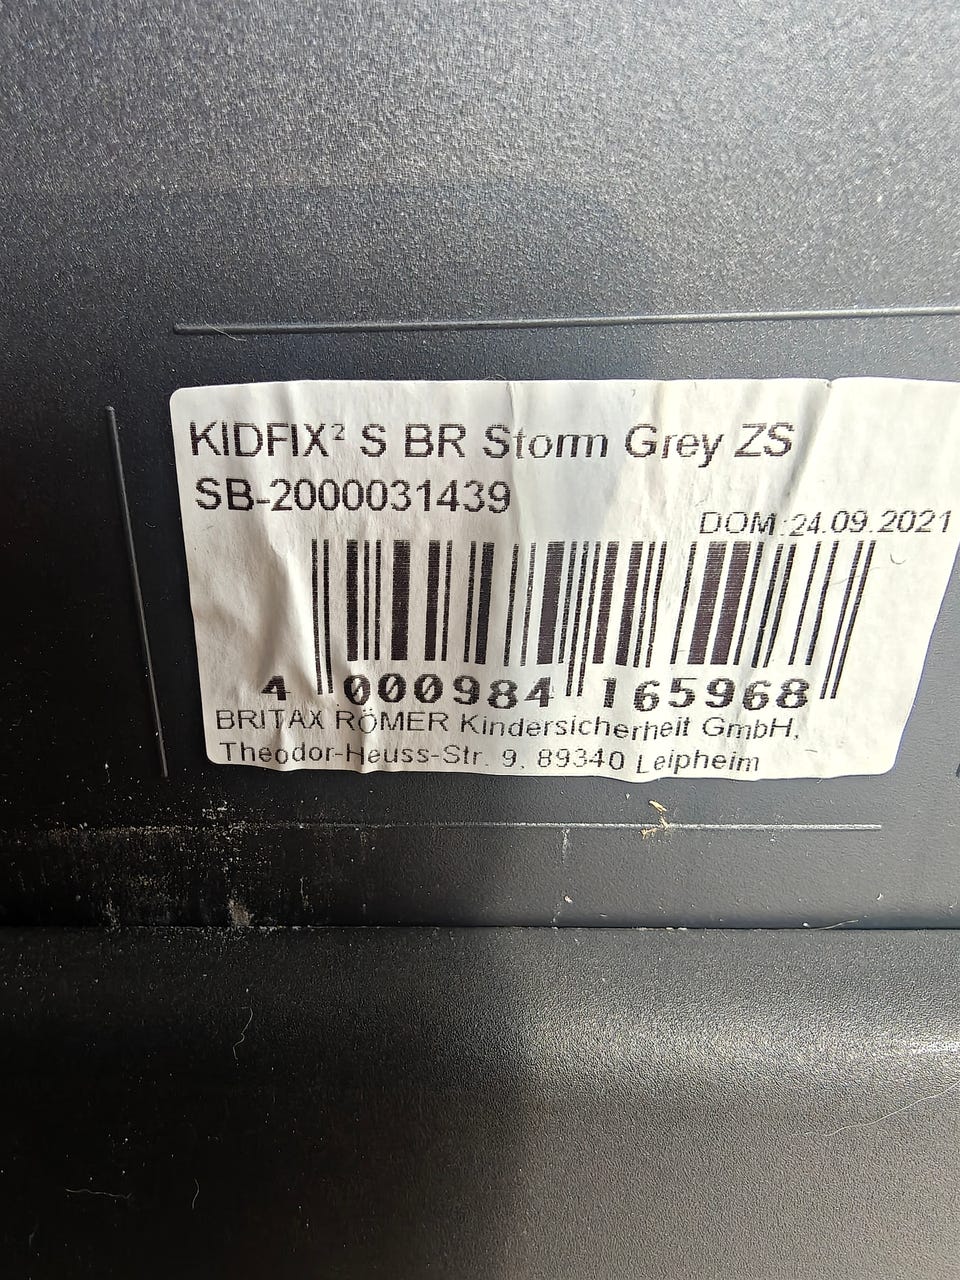 KIDFIX² S BR Storm Grey ZS
SB-2000031439
DOM:24.09.2021
4 000984 165968
BRITAX RÖMER Kindersicherheit GmbH,
Theodor-Heuss-Str. 9, 89340 Leipheim